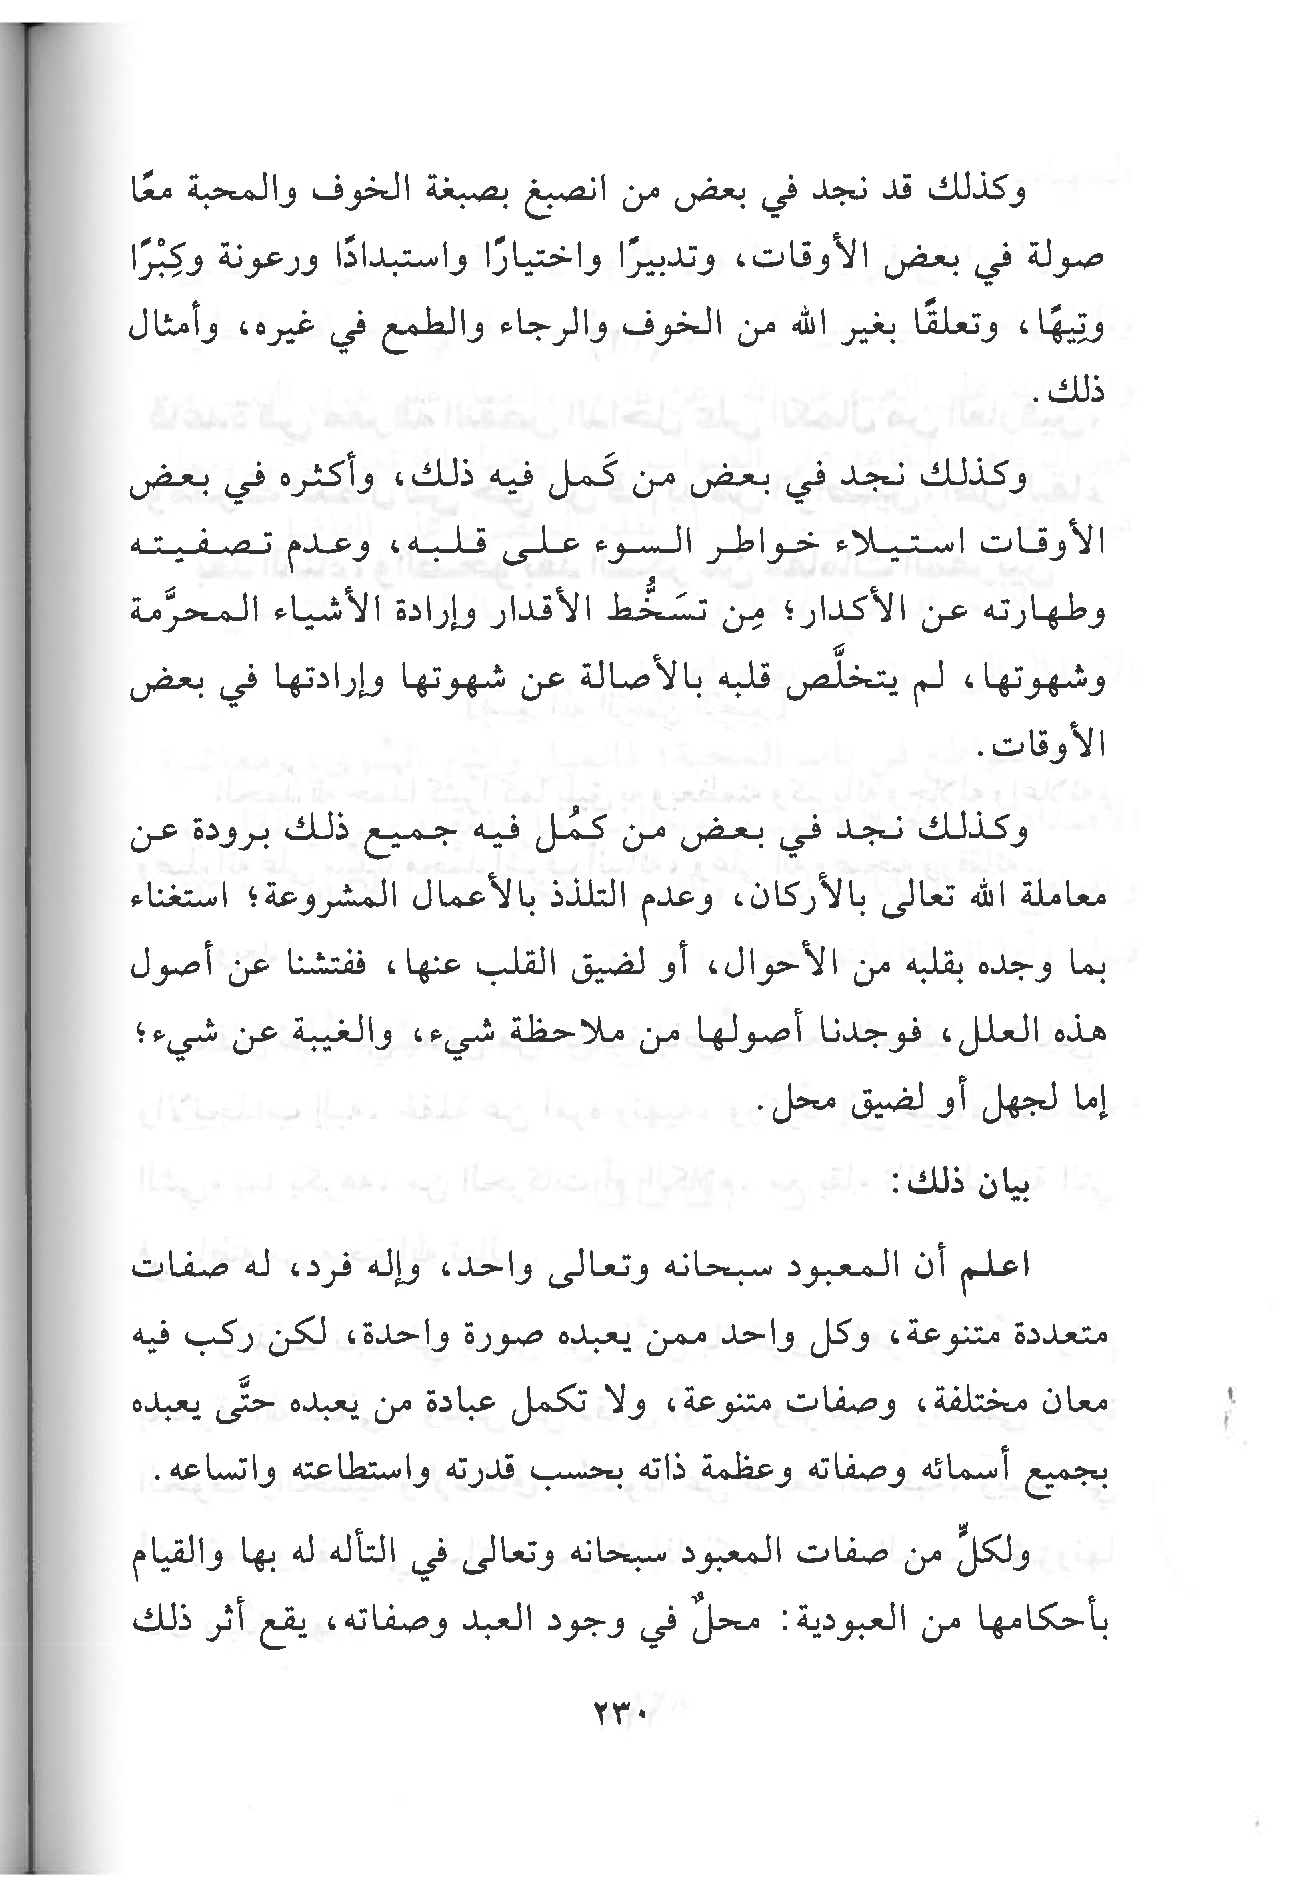 وكذلك قد نجد في بعض من انصبغ بصبغة الخوف والمحبة معًا
صولة في بعض الأوقات، وتدبيرًا واختيارًا واستبدادًا ورعونة وكِبْرًا
وتِيهًا، وتعلقًا بغير الله من الخوف والرجاء والطمع في غيره، وأمثال
ذلك.
وكذلك نجد في بعض من كَمل فيه ذلك، وأكثره في بعض
الأوقات استيلاء خواطر السوء على قلبه، وعدم تصفيته
وطهارته عن الأكدار؛ مِن تسَخُّط الأقدار وإرادة الأشياء المحرَّمة
وشهوتها، لم يتخلَّص قلبه بالأصالة عن شهوتها وإرادتها في بعض
الأوقات.
وكذلك نجد في بعض من كمُل فيه جميع ذلك برودة عن
معاملة الله تعالى بالأركان، وعدم التلذذ بالأعمال المشروعة؛ استغناء
بما وجده بقلبه من الأحوال، أو لضيق القلب عنها، ففتشنا عن أصول
هذه العلل، فوجدنا أصولها من ملاحظة شيء، والغيبة عن شيء؛
إما لجهل أو لضيق محل.
بيان ذلك:
اعلم أن المعبود سبحانه وتعالى واحد، وإله فرد، له صفات
متعددة متنوعة، وكل واحد ممن يعبده صورة واحدة، لكن ركب فيه
معان مختلفة، وصفات متنوعة، ولا تكمل عبادة من يعبده حتَّى يعبده
بجميع أسمائه وصفاته وعظمة ذاته بحسب قدرته واستطاعته واتساعه.
ولكلٍّ من صفات المعبود سبحانه وتعالى في التأله له بها والقيام
بأحكامها من العبودية: محلٌ في وجود العبد وصفاته، يقع أثر ذلك
٢٣٠